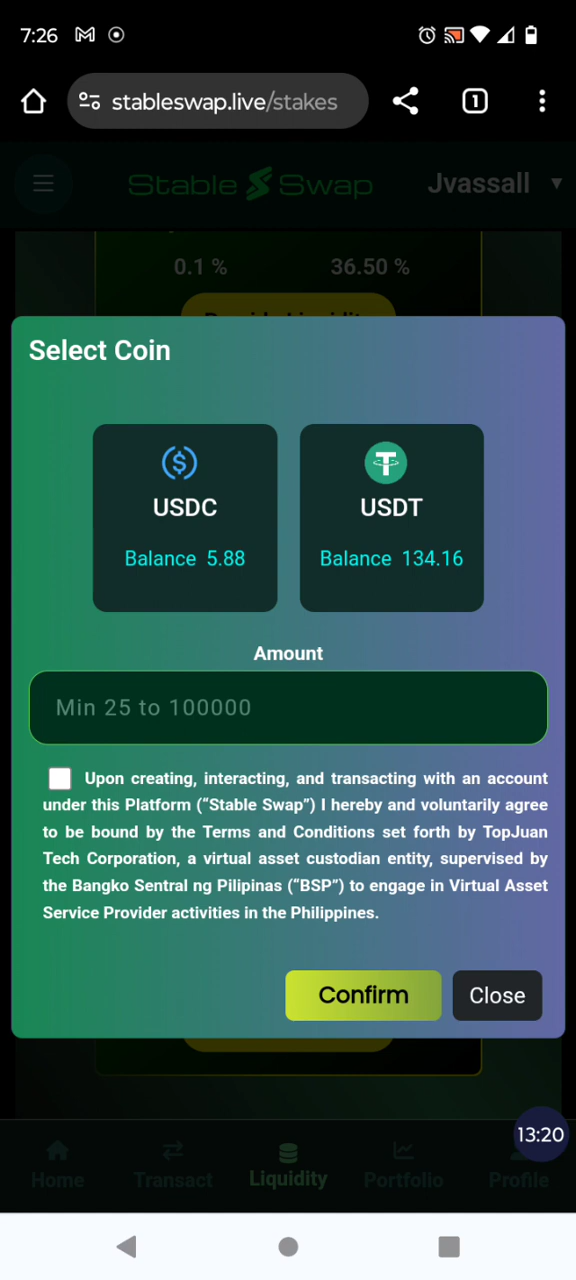 7:26
stableswap.live/stakes
1
Stable Swap
Jvassall ▼
0.1 % 36.50 %
Select Coin
USDC USDT
Balance 5.88 Balance 134.16
Amount
Min 25 to 100000
Upon creating, interacting, and transacting with an account
under this Platform (“Stable Swap”) I hereby and voluntarily agree
to be bound by the Terms and Conditions set forth by TopJuan
Tech Corporation, a virtual asset custodian entity, supervised by
the Bangko Sentral ng Pilipinas (“BSP”) to engage in Virtual Asset
Service Provider activities in the Philippines.
Confirm Close
13:20
Home Transact Liquidity Portfolio Profile